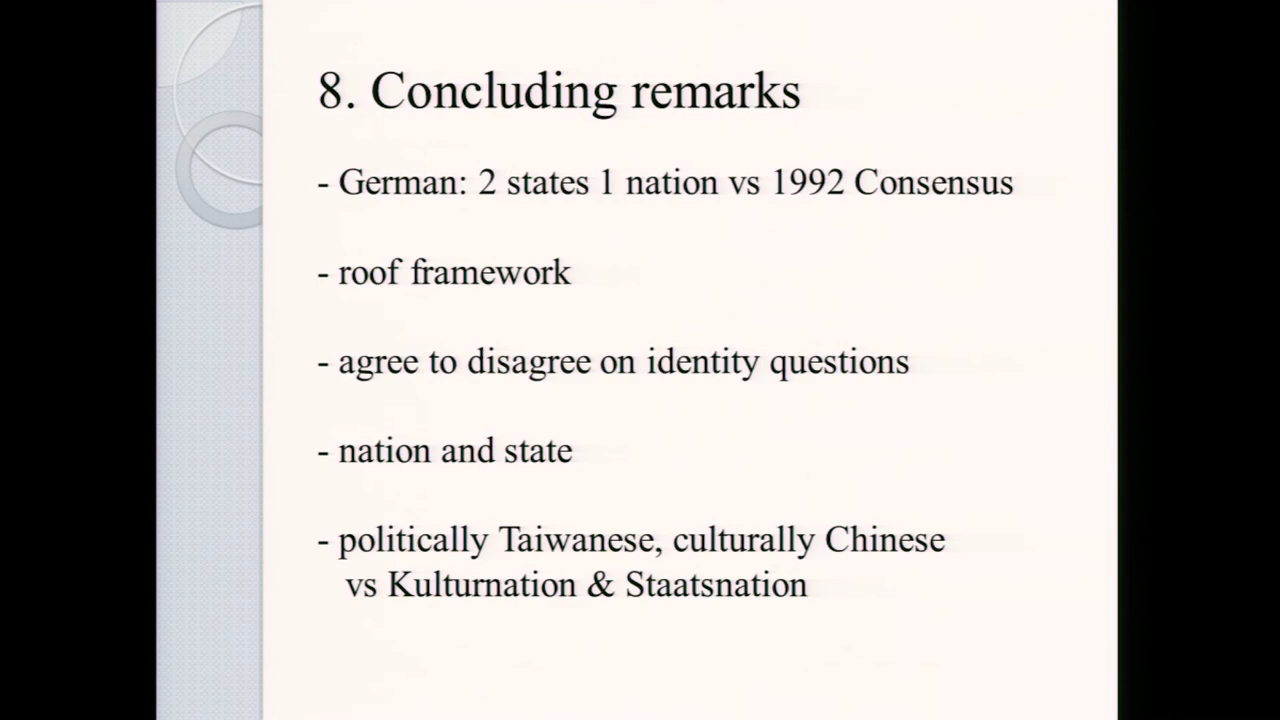 8. Concluding remarks
- German: 2 states 1 nation vs 1992 Consensus
- roof framework
- agree to disagree on identity questions
- nation and state
- politically Taiwanese, culturally Chinese
vs Kulturnation & Staatsnation